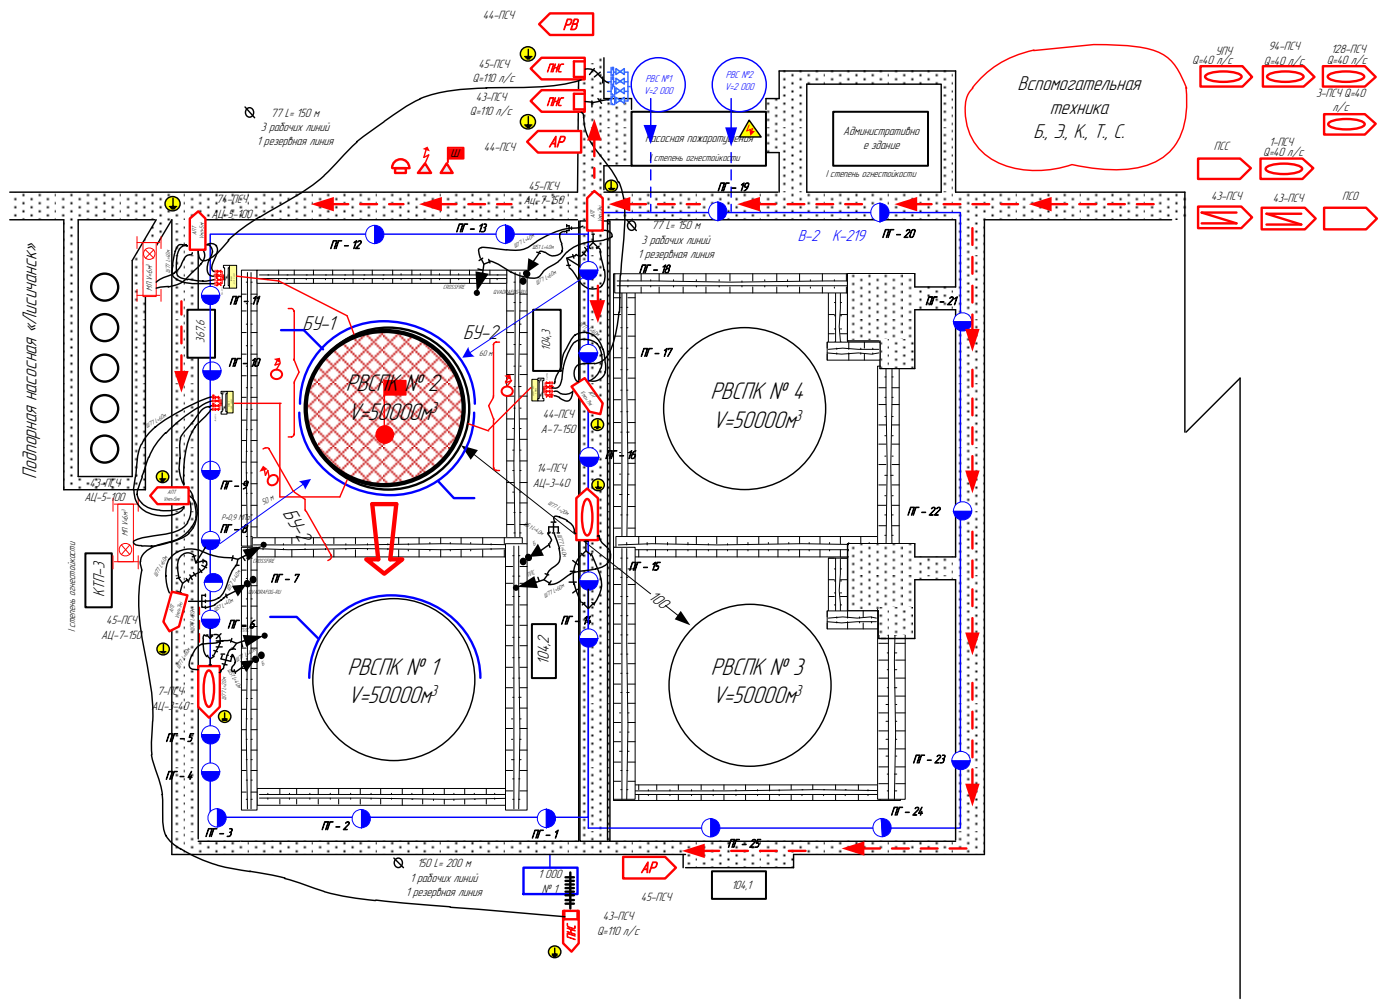 44-ПСЧ
РВ
45-ПСЧ
Q=110 л/с
ПНС
43-ПСЧ
Q=110 л/с
ПНС
44-ПСЧ
АР
77 L= 150 м
3 рабочих линий
1 резервная линия
Ш
РВС №1
V=2 000
РВС №2
V=2 000
Насосная пожаротушения
I степень огнестойкости
Административно
е здание
I степень огнестойкости
Вспомогательная
техника
Б, Э, К, Т, С.
УПЧ
Q=40 л/с
94-ПСЧ
Q=40 л/с
128-ПСЧ
Q=40 л/с
3-ПСЧ Q=40
л/с
ПСС
1-ПСЧ
Q=40 л/с
43-ПСЧ
43-ПСЧ
ПСО
74-ПСЧ
АЦ-5-100
45-ПСЧ
АЦ-7-150
ПГ - 19
77 L= 150 м
3 рабочих линий
1 резервная линия
В-2 К-219
ПГ - 20
ПГ - 12
ПГ - 13
ПГ - 18
ПГ - 21
Подпорная насосная «Лисичанск»
МП V=6м³
ПГ - 11
367,6
ПГ - 10
БУ-1
БУ-2
60 м
104,3
ПГ - 17
РВСПК № 2
V=50000м³
РВСПК № 4
V=50000м³
44-ПСЧ
А-7-150
14-ПСЧ
АЦ-3-40
ПГ - 16
43-ПСЧ
АЦ-5-100
МП V=6м³
ПГ - 9
50 м
БУ-2
ПГ - 8
ПГ - 22
КТП-3
I степень огнестойкости
ПГ - 7
CROSSFIRE
QUADRAFOG-RU
ПГ - 15
100
45-ПСЧ
АЦ-7-150
ПГ - 6
ПГ - 14
104,2
РВСПК № 1
V=50000м³
РВСПК № 3
V=50000м³
7-ПСЧ
АЦ-3-40
ПГ - 5
ПГ - 4
ПГ - 23
ПГ - 3
ПГ - 2
ПГ - 1
ПГ - 24
ПГ - 25
150 L= 200 м
1 рабочих линий
1 резервная линия
1 000
№ 1
АР
45-ПСЧ
104,1
43-ПСЧ
Q=110 л/с
ПНС